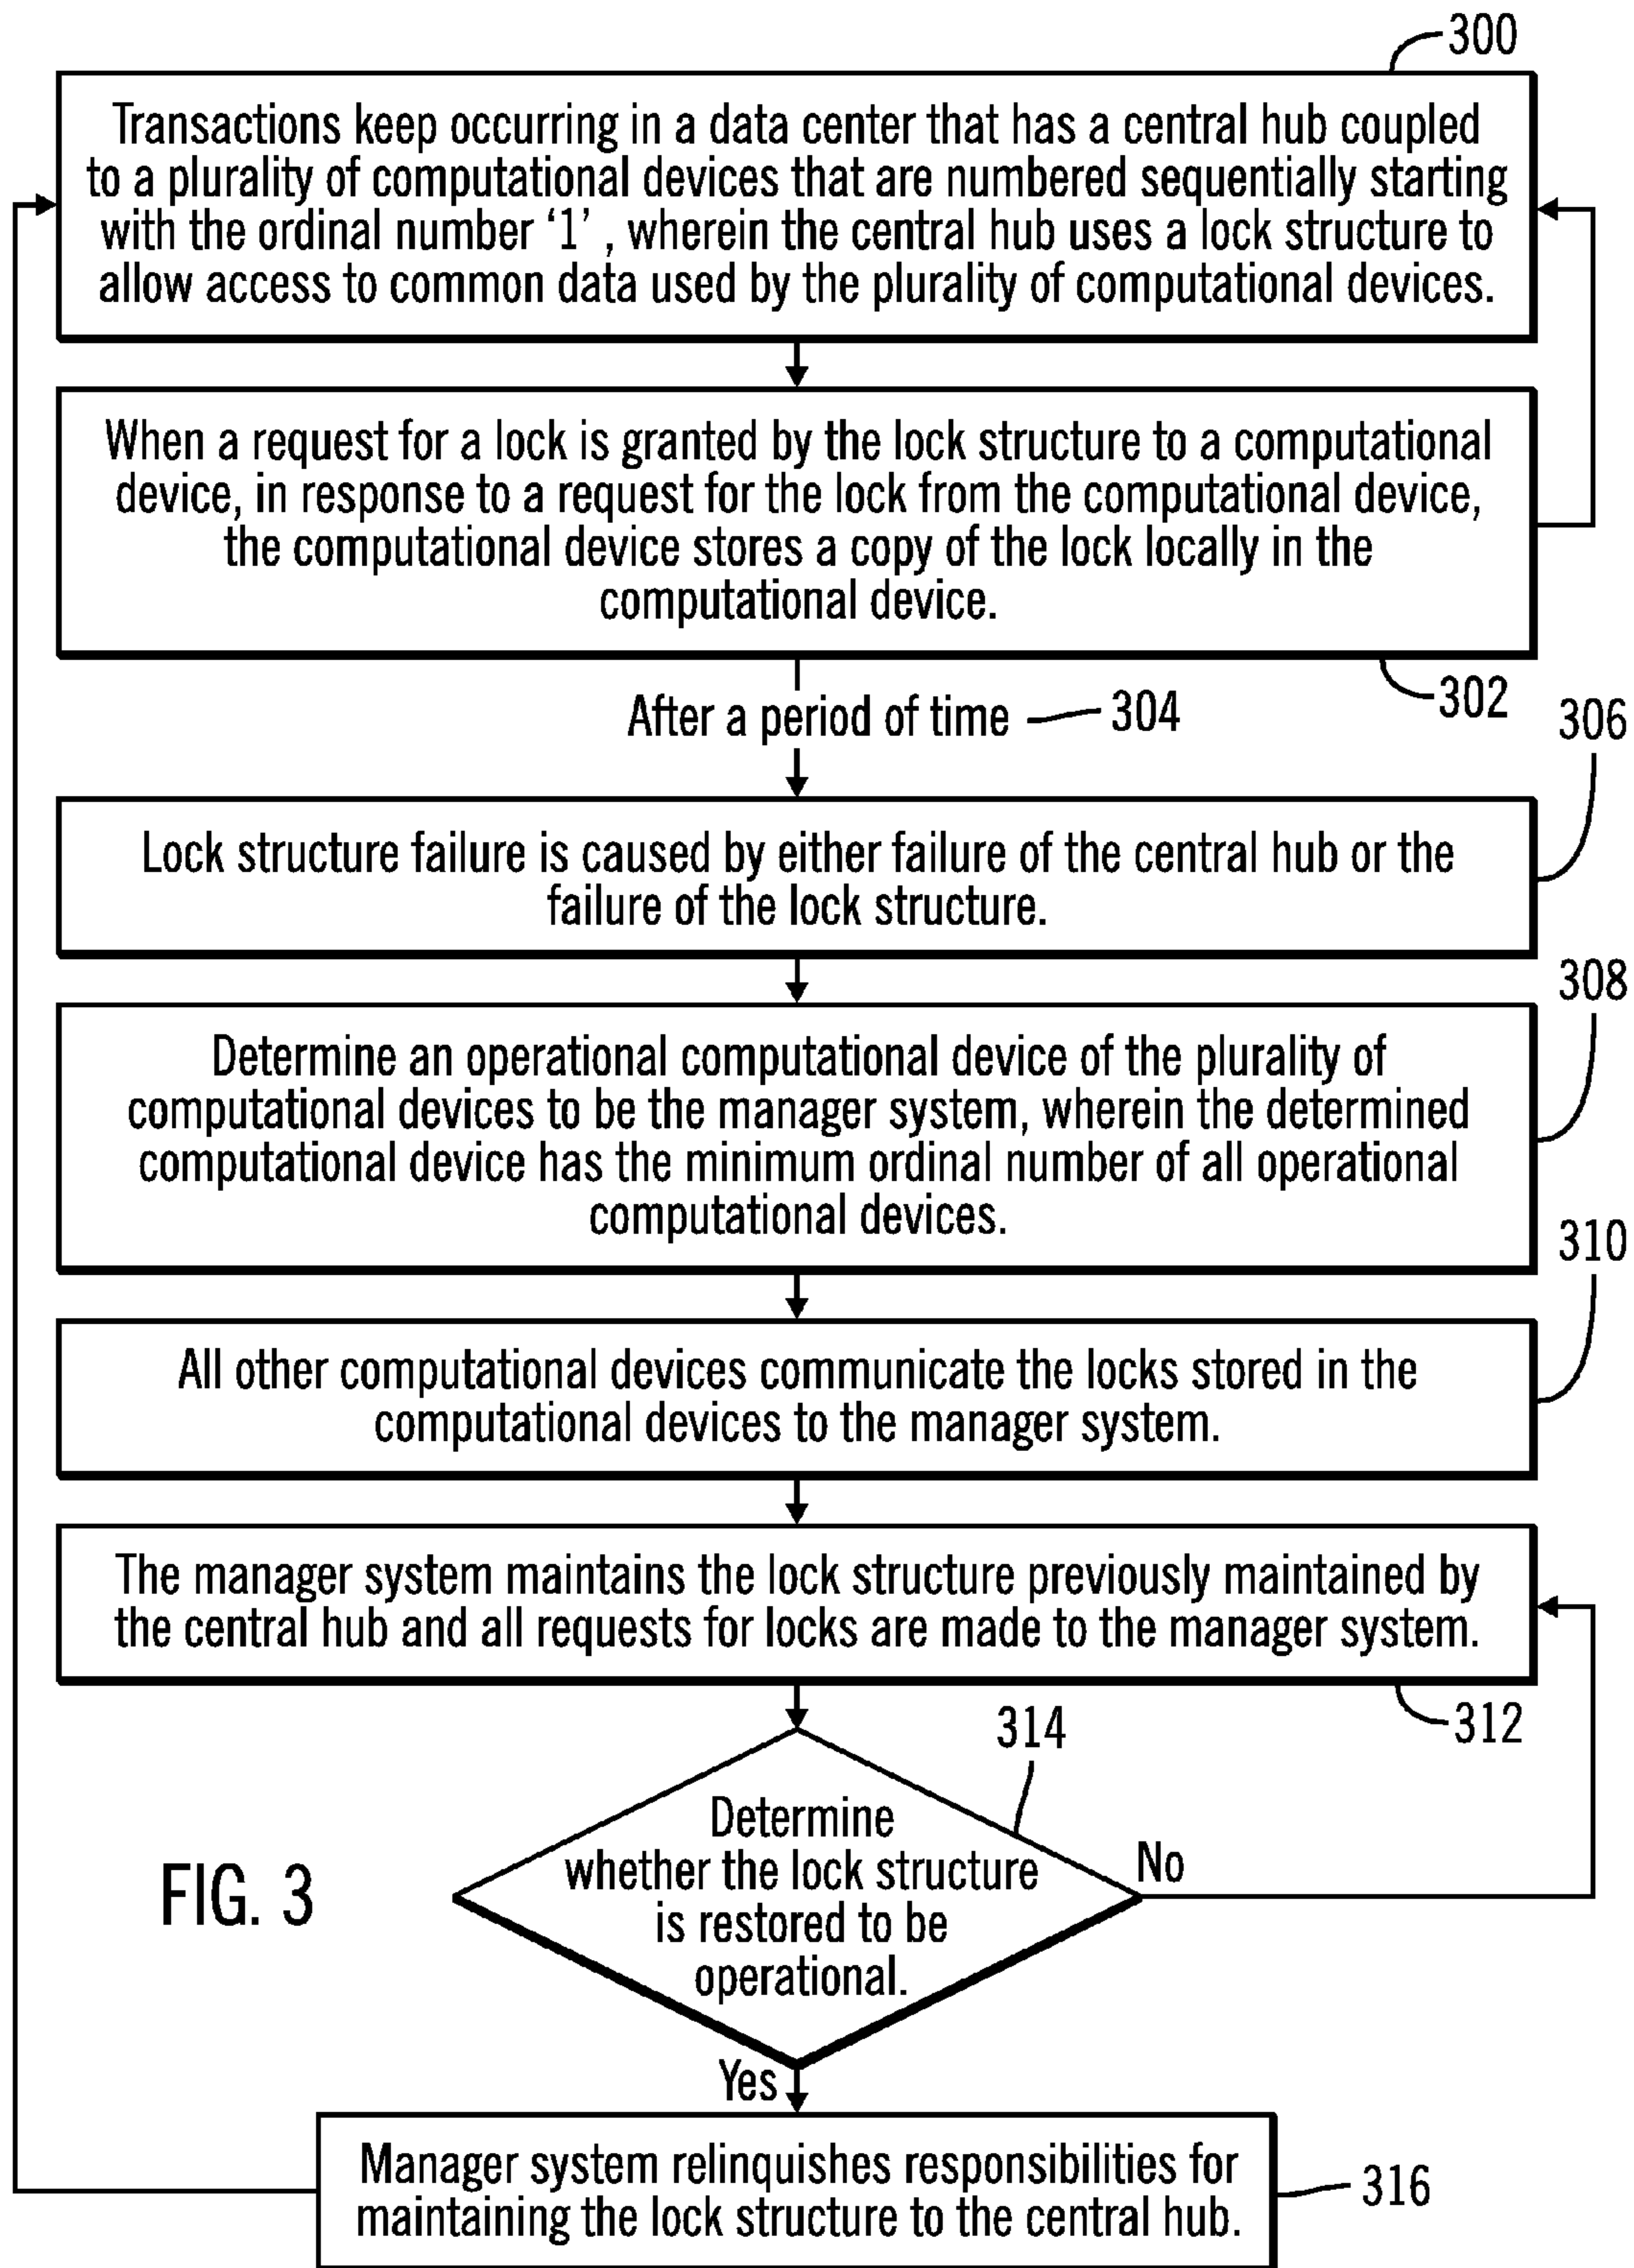 300
Transactions keep occurring in a data center that has a central hub coupled
to a plurality of computational devices that are numbered sequentially starting
with the ordinal number ‘1’ , wherein the central hub uses a lock structure to
allow access to common data used by the plurality of computational devices.
When a request for a lock is granted by the lock structure to a computational
device, in response to a request for the lock from the computational device,
the computational device stores a copy of the lock locally in the
computational device.
302
After a period of time
304
306
Lock structure failure is caused by either failure of the central hub or the
failure of the lock structure.
308
Determine an operational computational device of the plurality of
computational devices to be the manager system, wherein the determined
computational device has the minimum ordinal number of all operational
computational devices.
310
All other computational devices communicate the locks stored in the
computational devices to the manager system.
The manager system maintains the lock structure previously maintained by
the central hub and all requests for locks are made to the manager system.
312
314
Determine
whether the lock structure
is restored to be
operational.
No
FIG. 3
Yes
Manager system relinquishes responsibilities for
maintaining the lock structure to the central hub.
316